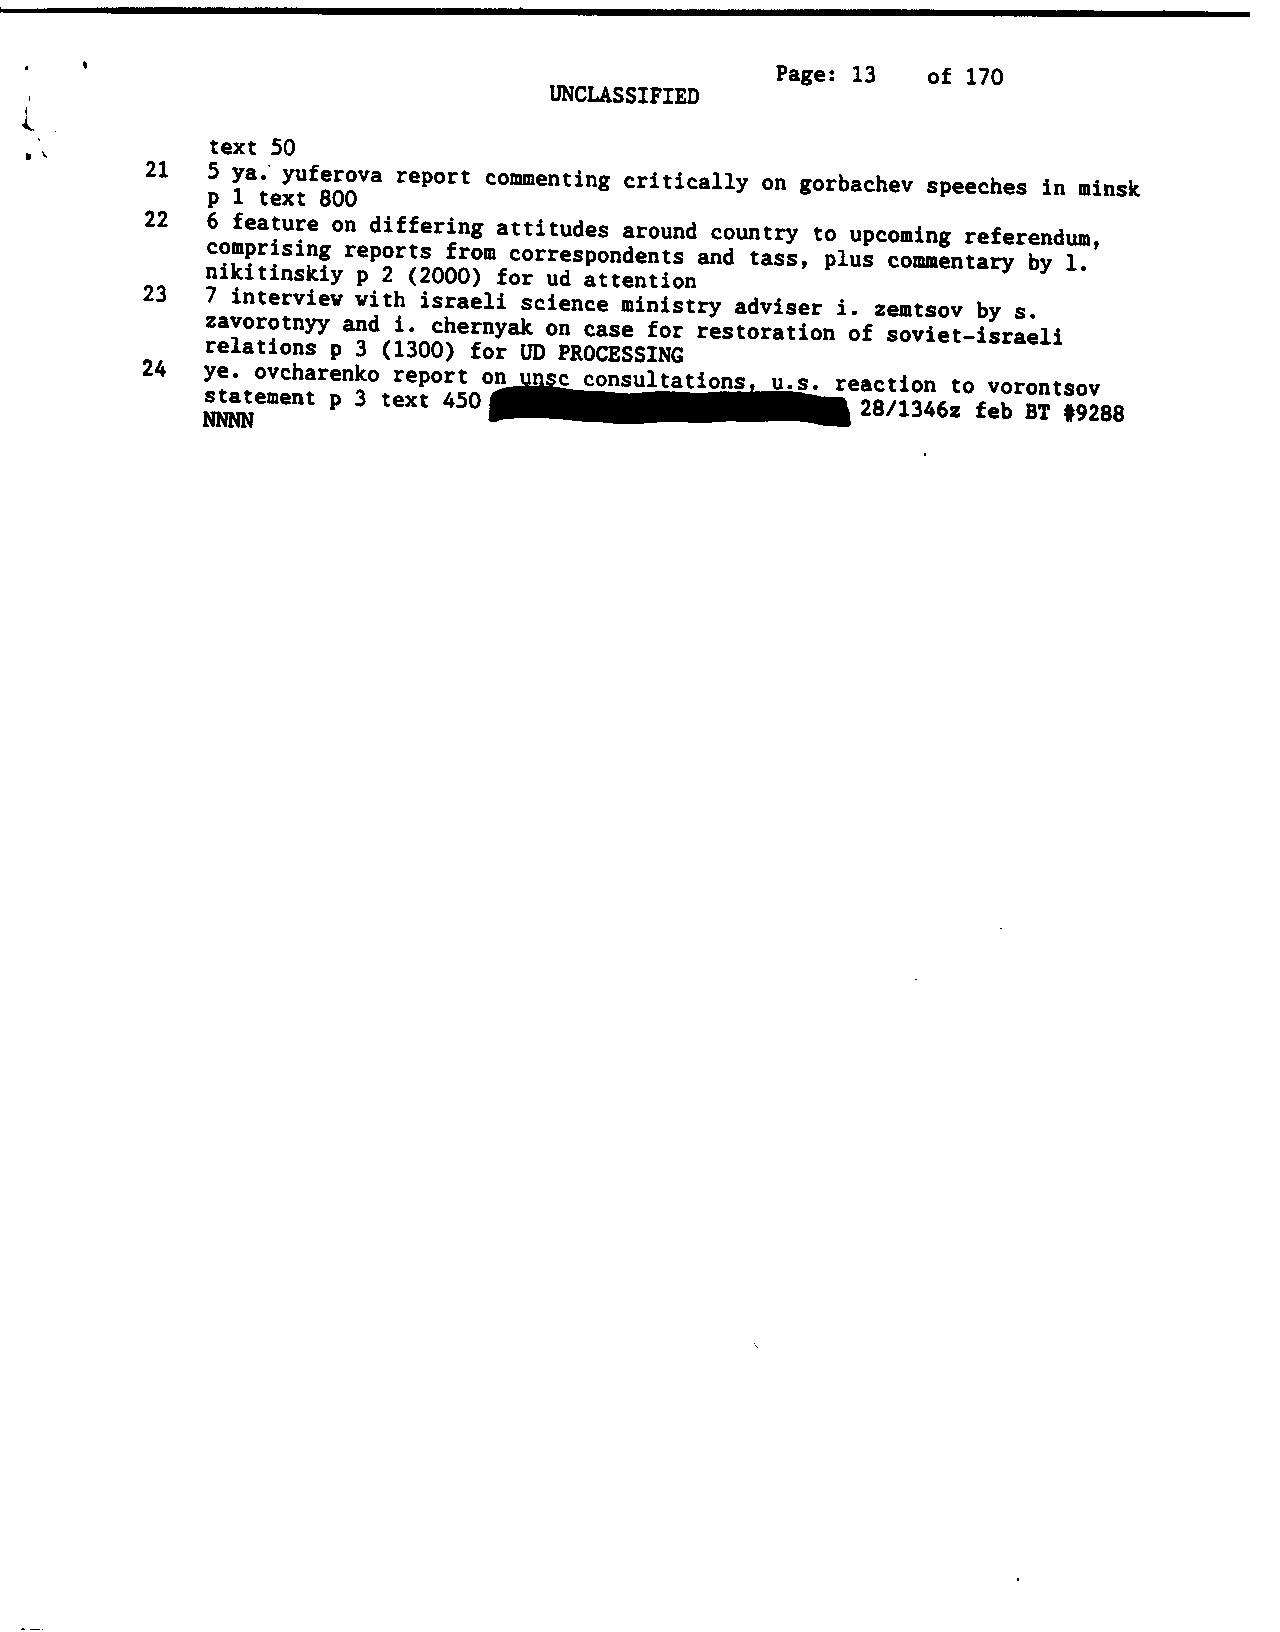 Page: 13 of 170
UNCLASSIFIED
text 50
21 5 ya. yuferova report commenting critically on gorbachev speeches in minsk
p 1 text 800
22 6 feature on differing attitudes around country to upcoming referendum,
comprising reports from correspondents and tass, plus commentary by l.
nikitinskiy p 2 (2000) for ud attention
23 7 interview with israeli science ministry adviser i. zemtsov by s.
zavorotnyy and i. chernyak on case for restoration of soviet-israeli
relations p 3 (1300) for UD PROCESSING
24 ye. ovcharenko report on unsc consultations, u.s. reaction to vorontsov
statement p 3 text 450 28/1346z feb BT #9288
NNNN